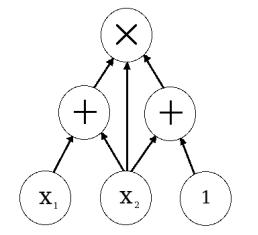 ×
+ +
x₁ x₂ 1